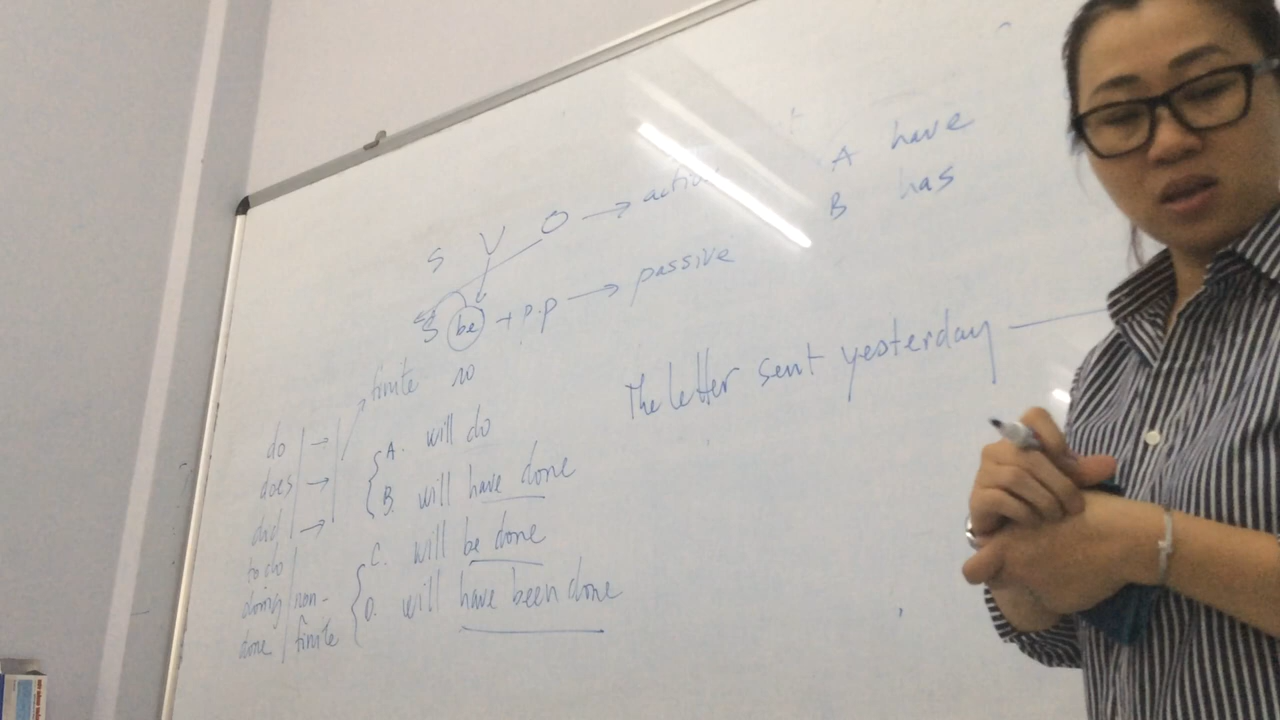 S V O → active
S be + P.P → passive
A have
B has
The letter sent yesterday
finite no
do →
does →
did →
to do
doing non-
done finite
A. will do
B. will have done
C. will be done
D. will have been done